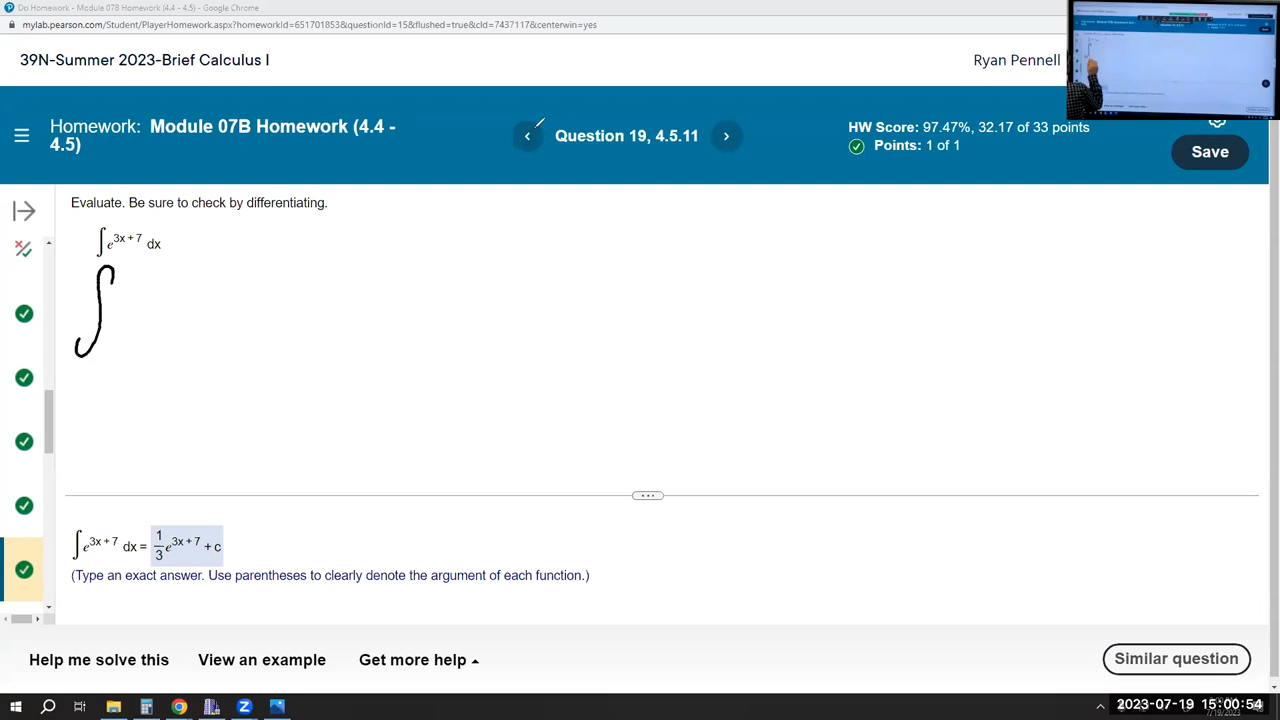 Do Homework - Module 07B Homework (4.4 - 4.5) - Google Chrome
mylab.pearson.com/Student/PlayerHomework.aspx?homeworkId=651701853&questionId=15&flushed=true&cId=7437117&centerwin=yes
39N-Summer 2023-Brief Calculus I
Ryan Pennell
Homework: Module 07B Homework (4.4 - 4.5)
Question 19, 4.5.11
HW Score: 97.47%, 32.17 of 33 points
Points: 1 of 1
Save
Evaluate. Be sure to check by differentiating.
∫ e^(3x + 7) dx
∫
∫ e^(3x + 7) dx = 1/3 e^(3x + 7) + c
(Type an exact answer. Use parentheses to clearly denote the argument of each function.)
Help me solve this
View an example
Get more help
Similar question
2023-07-19 15:00:54